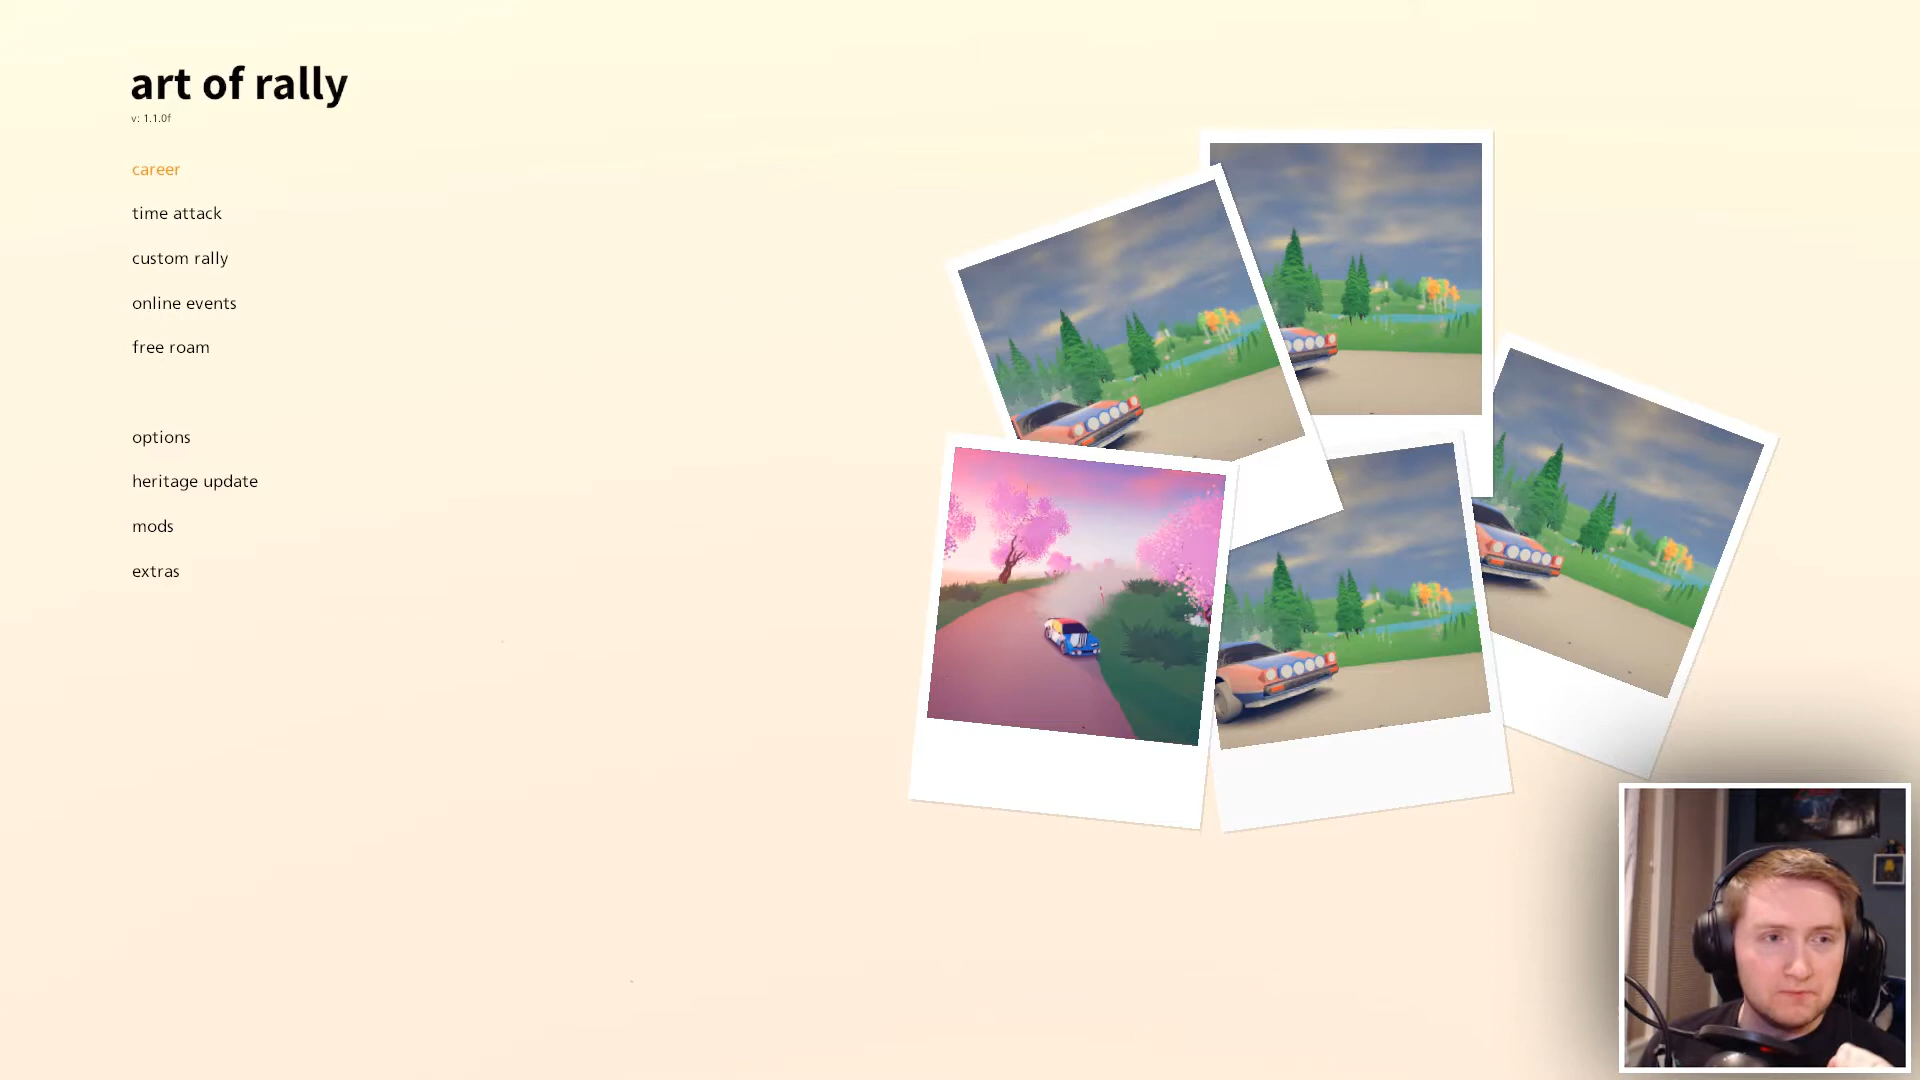 art of rally
v: 1.1.0f
career
time attack
custom rally
online events
free roam
options
heritage update
mods
extras